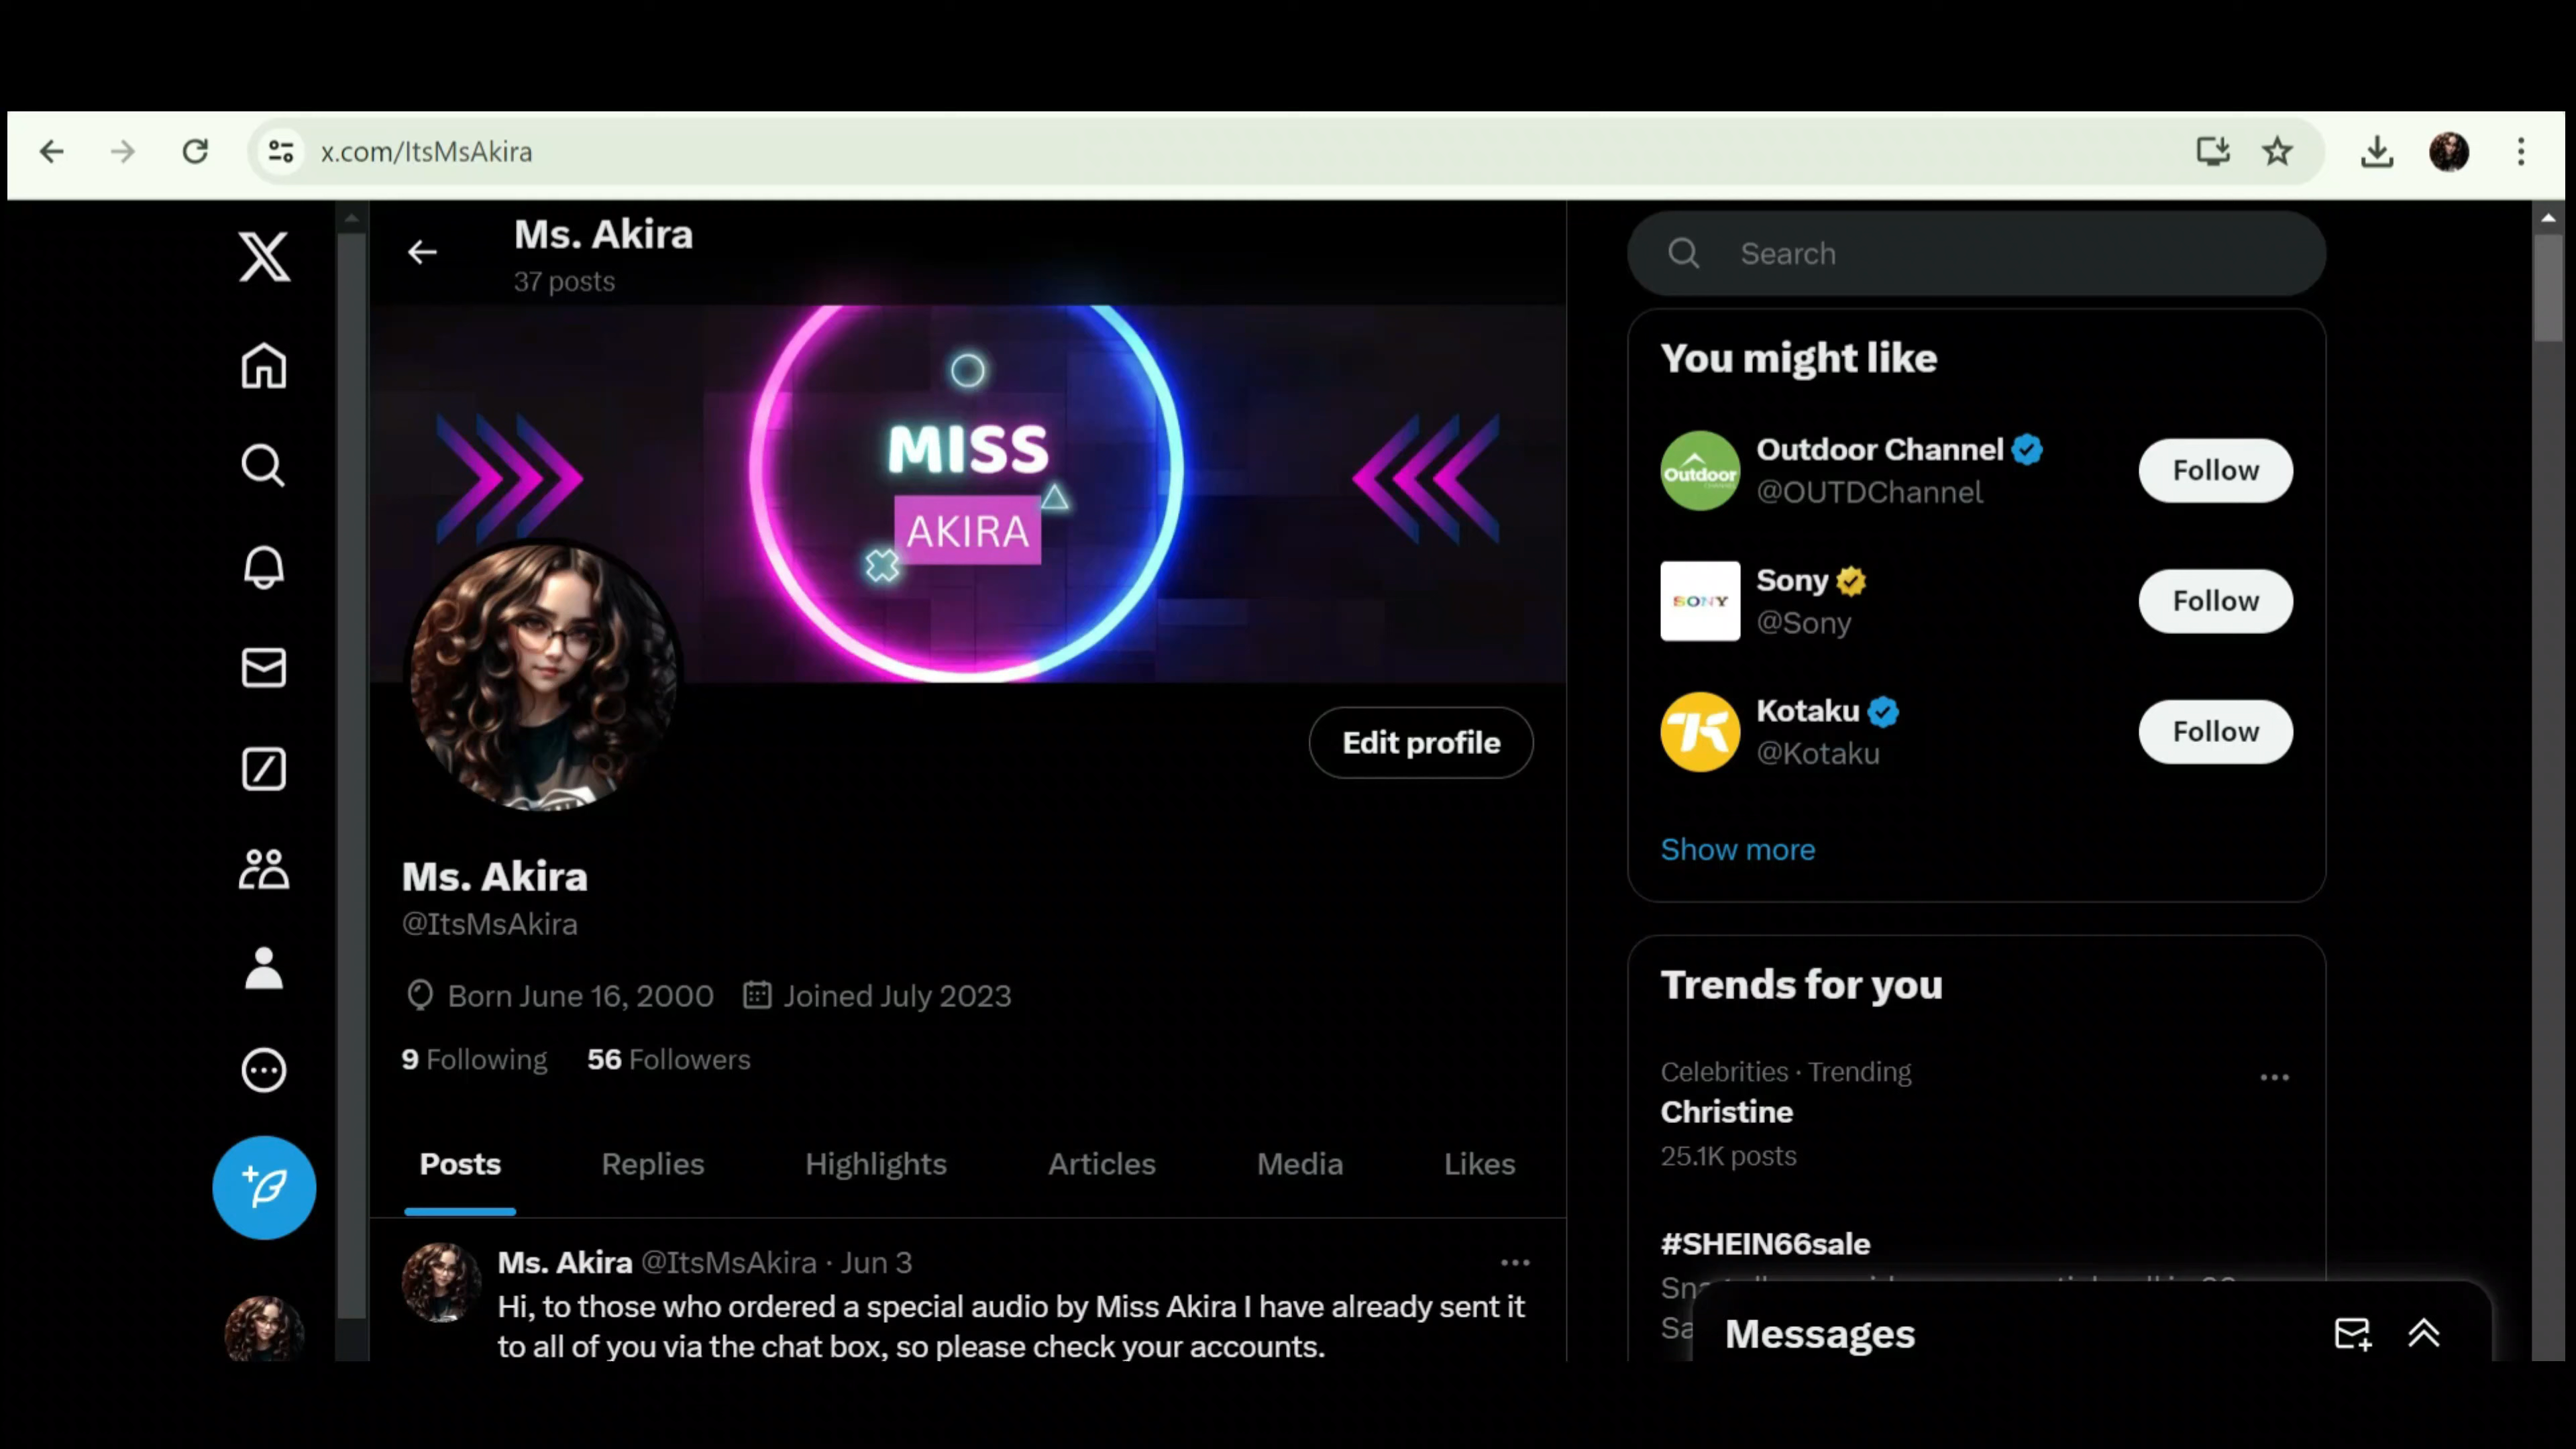 x.com/ItsMsAkira
Ms. Akira
37 posts
MISS
AKIRA
Edit profile
Ms. Akira
@ItsMsAkira
Born June 16, 2000 Joined July 2023
9 Following 56 Followers
Posts Replies Highlights Articles Media Likes
Ms. Akira @ItsMsAkira · Jun 3
Hi, to those who ordered a special audio by Miss Akira I have already sent it
to all of you via the chat box, so please check your accounts.
Search
You might like
Outdoor
Outdoor Channel
@OUTDChannel
Follow
SONY
Sony
@Sony
Follow
Kotaku
@Kotaku
Follow
Show more
Trends for you
Celebrities · Trending
Christine
25.1K posts
#SHEIN66sale
Messages